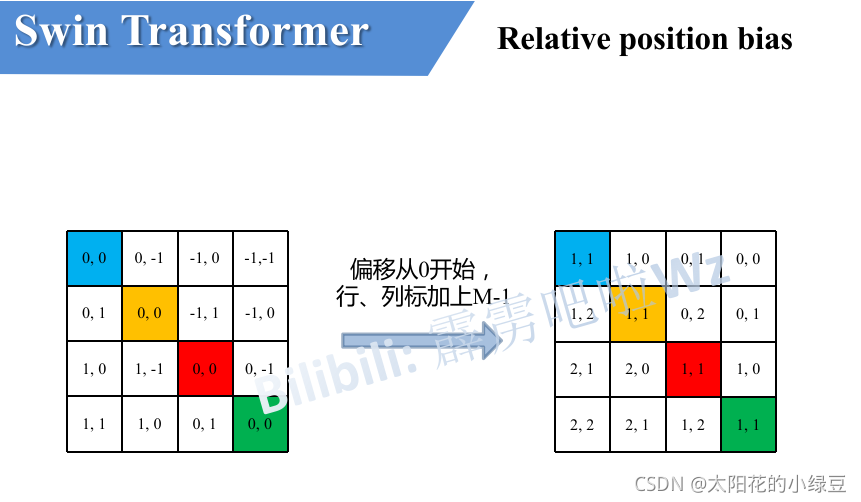 Swin Transformer
Relative position bias
0, 0 0, -1 -1, 0 -1,-1
0, 1 0, 0 -1, 1 -1, 0
1, 0 1, -1 0, 0 0, -1
1, 1 1, 0 0, 1 0, 0
偏移从0开始，
行、列标加上M-1
1, 1 1, 0 0, 1 0, 0
1, 2 1, 1 0, 2 0, 1
2, 1 2, 0 1, 1 1, 0
2, 2 2, 1 1, 2 1, 1
Bilibili: 霹雳吧啦Wz
CSDN @太阳花的小绿豆